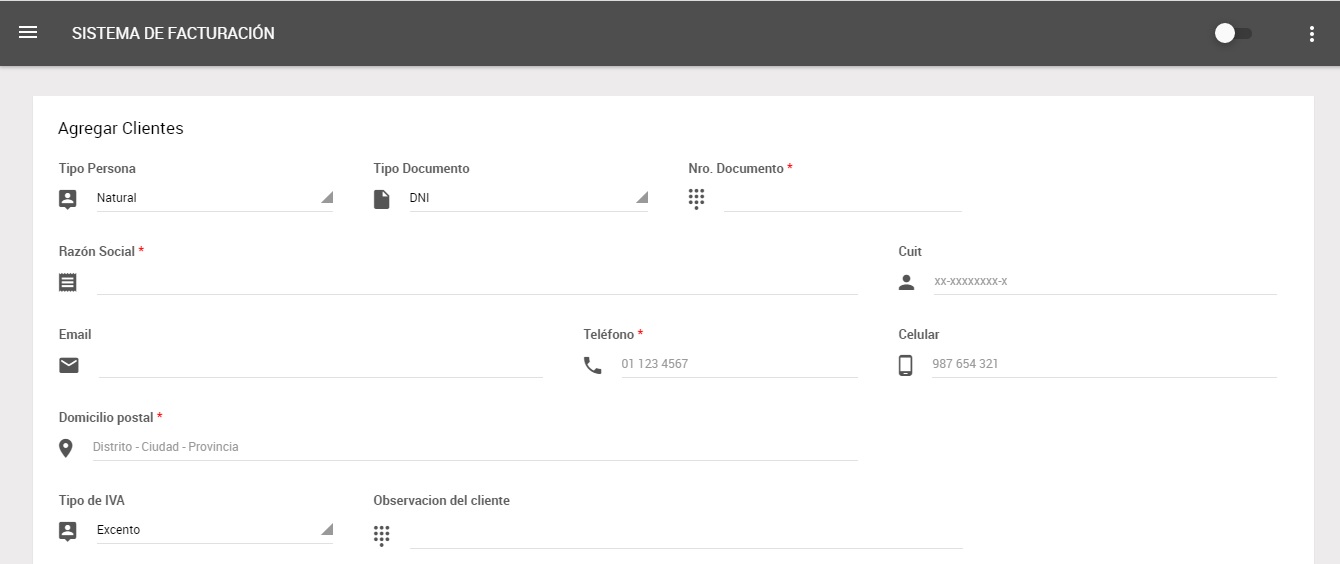 SISTEMA DE FACTURACIÓN
Agregar Clientes
Tipo Persona Tipo Documento Nro. Documento *
Natural DNI
Razón Social * Cuit
xx-xxxxxxxx-x
Email Teléfono * Celular
01 123 4567 987 654 321
Domicilio postal *
Distrito - Ciudad - Provincia
Tipo de IVA Observacion del cliente
Excento